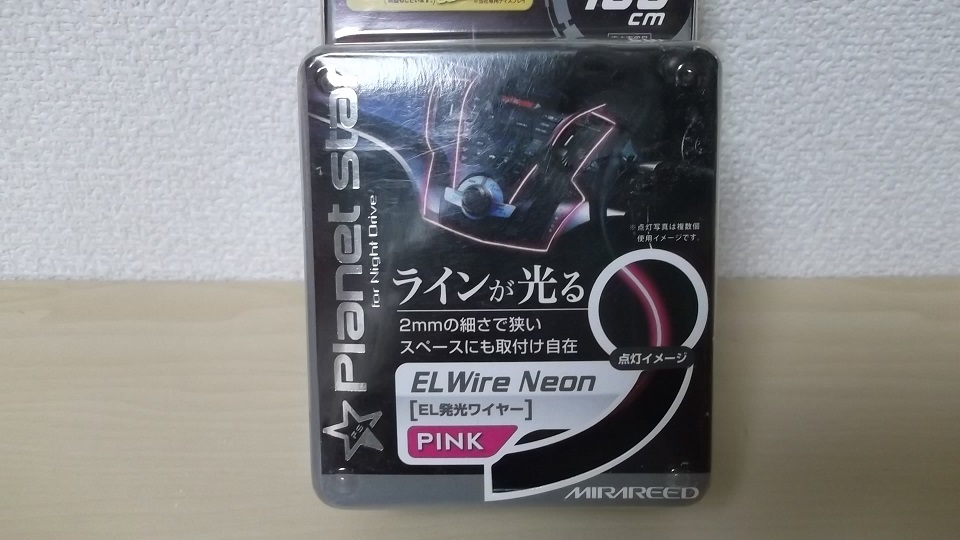 cm
Planet Star
for Night Drive
※点灯写真は複数個
使用イメージです。
ラインが光る
2mmの細さで狭い
スペースにも取付け自在
点灯イメージ
ELWire Neon
[EL発光ワイヤー]
PINK
PS
MIRAREED